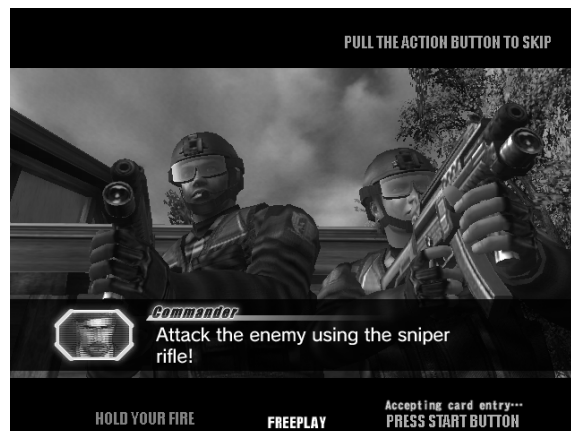 PULL THE ACTION BUTTON TO SKIP
Commander
Attack the enemy using the sniper
rifle!
Accepting card entry…
HOLD YOUR FIRE
FREEPLAY
PRESS START BUTTON